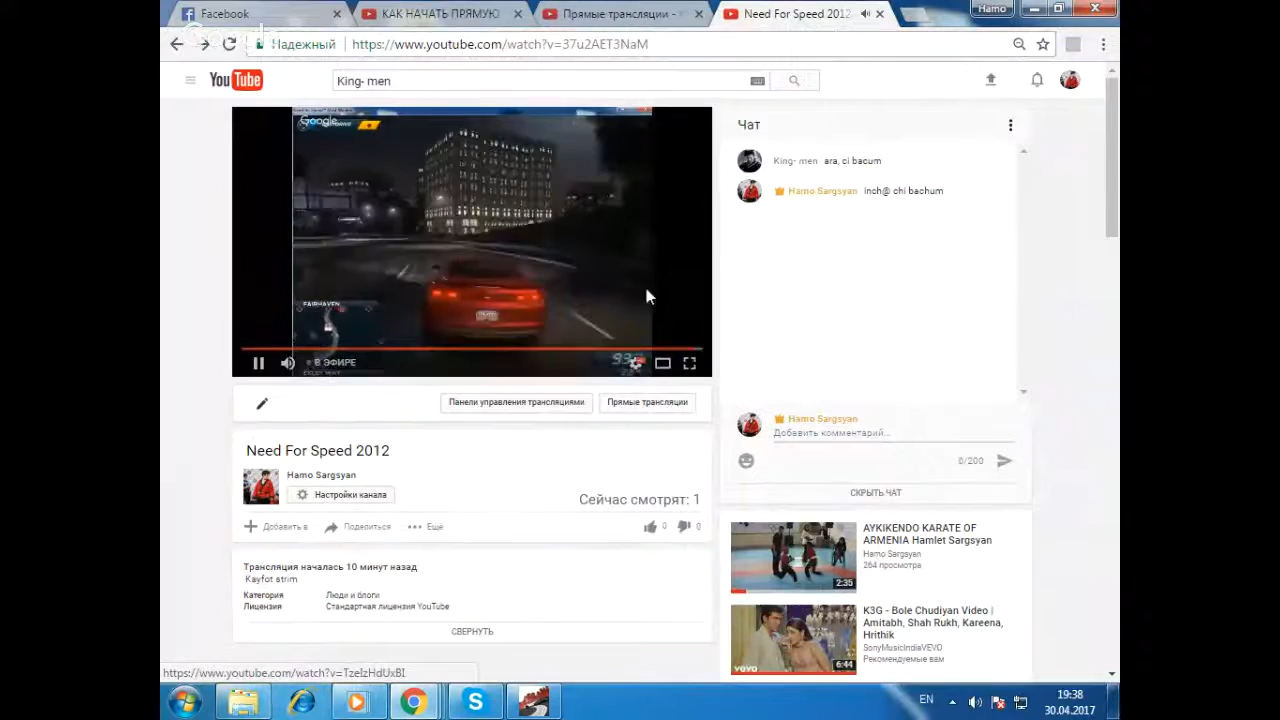 Facebook
КАК НАЧАТЬ ПРЯМУЮ
Прямые трансляции -
Need For Speed 2012
Hamo
Надежный
https://www.youtube.com/watch?v=37u2AET3NaM
YouTube
King- men
Google
FAIRHAVEN
В ЭФИРЕ
Чат
King- men ara, ci bacum
Hamo Sargsyan inch@ chi bachum
Hamo Sargsyan
Добавить комментарий...
0/200
СКРЫТЬ ЧАТ
Панели управления трансляциями
Прямые трансляции
Need For Speed 2012
Hamo Sargsyan
Настройки канала
Сейчас смотрят: 1
Добавить в
Поделиться
Еще
0
0
Трансляция началась 10 минут назад
Kayfot strim
Категория Люди и блоги
Лицензия Стандартная лицензия YouTube
СВЕРНУТЬ
AYKIKENDO KARATE OF
ARMENIA Hamlet Sargsyan
Hamo Sargsyan
264 просмотра
2:35
K3G - Bole Chudiyan Video |
Amitabh, Shah Rukh, Kareena,
Hrithik
SonyMusicIndiaVEVO
Рекомендуемые вам
vevo
6:44
https://www.youtube.com/watch?v=TzeIzHdUxBI
EN
19:38
30.04.2017